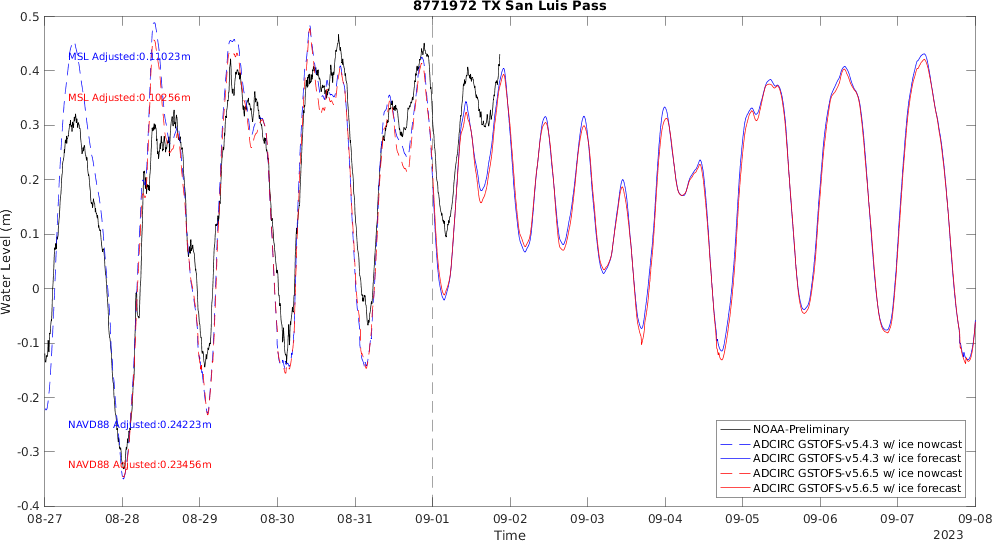 8771972 TX San Luis Pass
0.5
0.4
0.3
0.2
0.1
0
-0.1
-0.2
-0.3
-0.4
Water Level (m)
MSL Adjusted:0.11023m
MSL Adjusted:0.10256m
NAVD88 Adjusted:0.24223m
NAVD88 Adjusted:0.23456m
NOAA-Preliminary
ADCIRC GSTOFS-v5.4.3 w/ ice nowcast
ADCIRC GSTOFS-v5.4.3 w/ ice forecast
ADCIRC GSTOFS-v5.6.5 w/ ice nowcast
ADCIRC GSTOFS-v5.6.5 w/ ice forecast
08-27 08-28 08-29 08-30 08-31 09-01 09-02 09-03 09-04 09-05 09-06 09-07 09-08
Time
2023